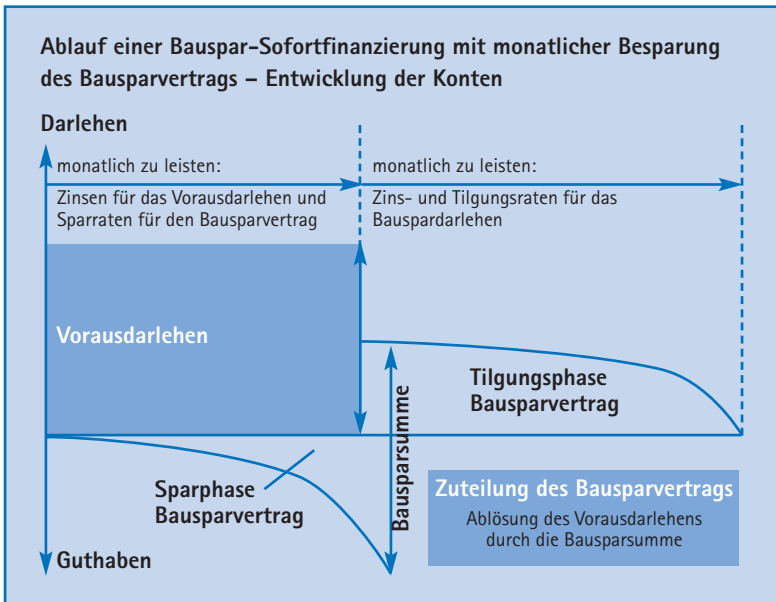 Ablauf einer Bauspar-Sofortfinanzierung mit monatlicher Besparung
des Bausparvertrags – Entwicklung der Konten
Darlehen
monatlich zu leisten:
Zinsen für das Vorausdarlehen und
Sparraten für den Bausparvertrag
monatlich zu leisten:
Zins- und Tilgungsraten für das
Bauspardarlehen
Vorausdarlehen
Tilgungsphase
Bausparvertrag
Bausparsumme
Sparphase
Bausparvertrag
Zuteilung des Bausparvertrags
Ablösung des Vorausdarlehens
durch die Bausparsumme
Guthaben